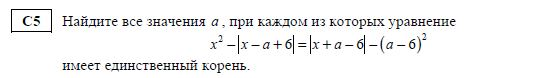 C5 Найдите все значения a, при каждом из которых уравнение
x² − |x − a + 6| = |x + a − 6| − (a − 6)²
имеет единственный корень.